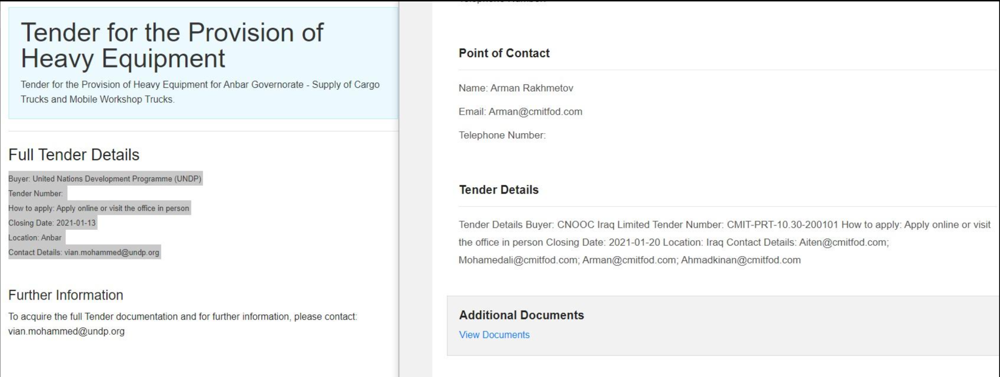 Tender for the Provision of
Heavy Equipment
Tender for the Provision of Heavy Equipment for Anbar Governorate - Supply of Cargo
Trucks and Mobile Workshop Trucks.
Full Tender Details
Buyer: United Nations Development Programme (UNDP)
Tender Number:
How to apply: Apply online or visit the office in person
Closing Date: 2021-01-13
Location: Anbar
Contact Details: vian.mohammed@undp.org
Further Information
To acquire the full Tender documentation and for further information, please contact:
vian.mohammed@undp.org
Telephone Number:
Point of Contact
Name: Arman Rakhmetov
Email: Arman@cmitfod.com
Telephone Number:
Tender Details
Tender Details Buyer: CNOOC Iraq Limited Tender Number: CMIT-PRT-10.30-200101 How to apply: Apply online or visit
the office in person Closing Date: 2021-01-20 Location: Iraq Contact Details: Aiten@cmitfod.com;
Mohamedali@cmitfod.com; Arman@cmitfod.com; Ahmadkinan@cmitfod.com
Additional Documents
View Documents